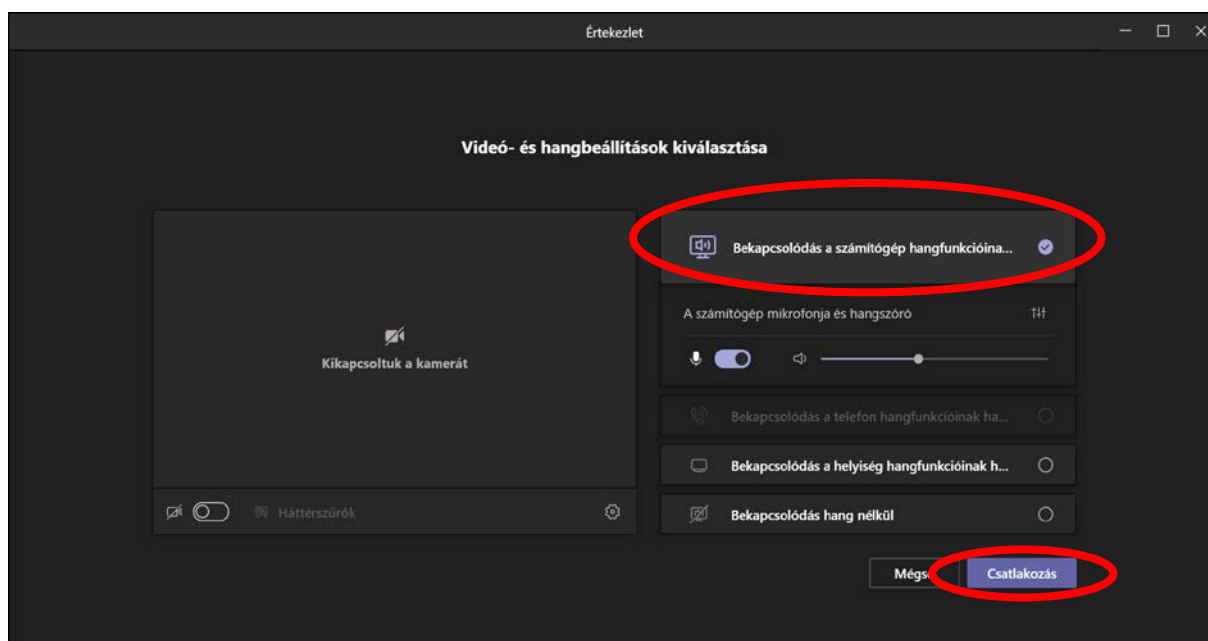 Értekezlet
Videó- és hangbeállítások kiválasztása
Bekapcsolódás a számítógép hangfunkcióina...
A számítógép mikrofonja és hangszóró
Kikapcsoltuk a kamerát
Bekapcsolódás a telefon hangfunkcióinak ha...
Bekapcsolódás a helyiség hangfunkcióinak h...
Háttérszűrők
Bekapcsolódás hang nélkül
Csatlakozás